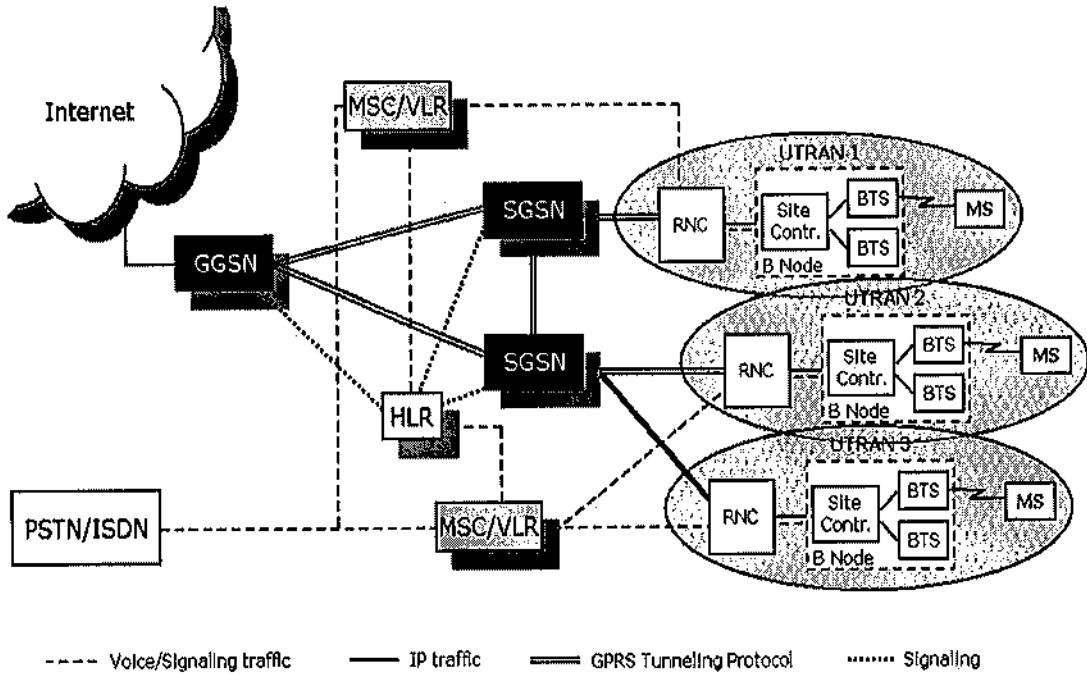 Internet
MSC/VLR
UTRAN 1
SGSN
RNC
Site
Contr.
BTS
BTS
MS
B Node
GGSN
UTRAN 2
SGSN
RNC
Site
Contr.
BTS
BTS
MS
B Node
HLR
UTRAN 3
PSTN/ISDN
MSC/VLR
RNC
Site
Contr.
BTS
BTS
MS
B Node
Voice/Signaling traffic
IP traffic
GPRS Tunneling Protocol
Signaling